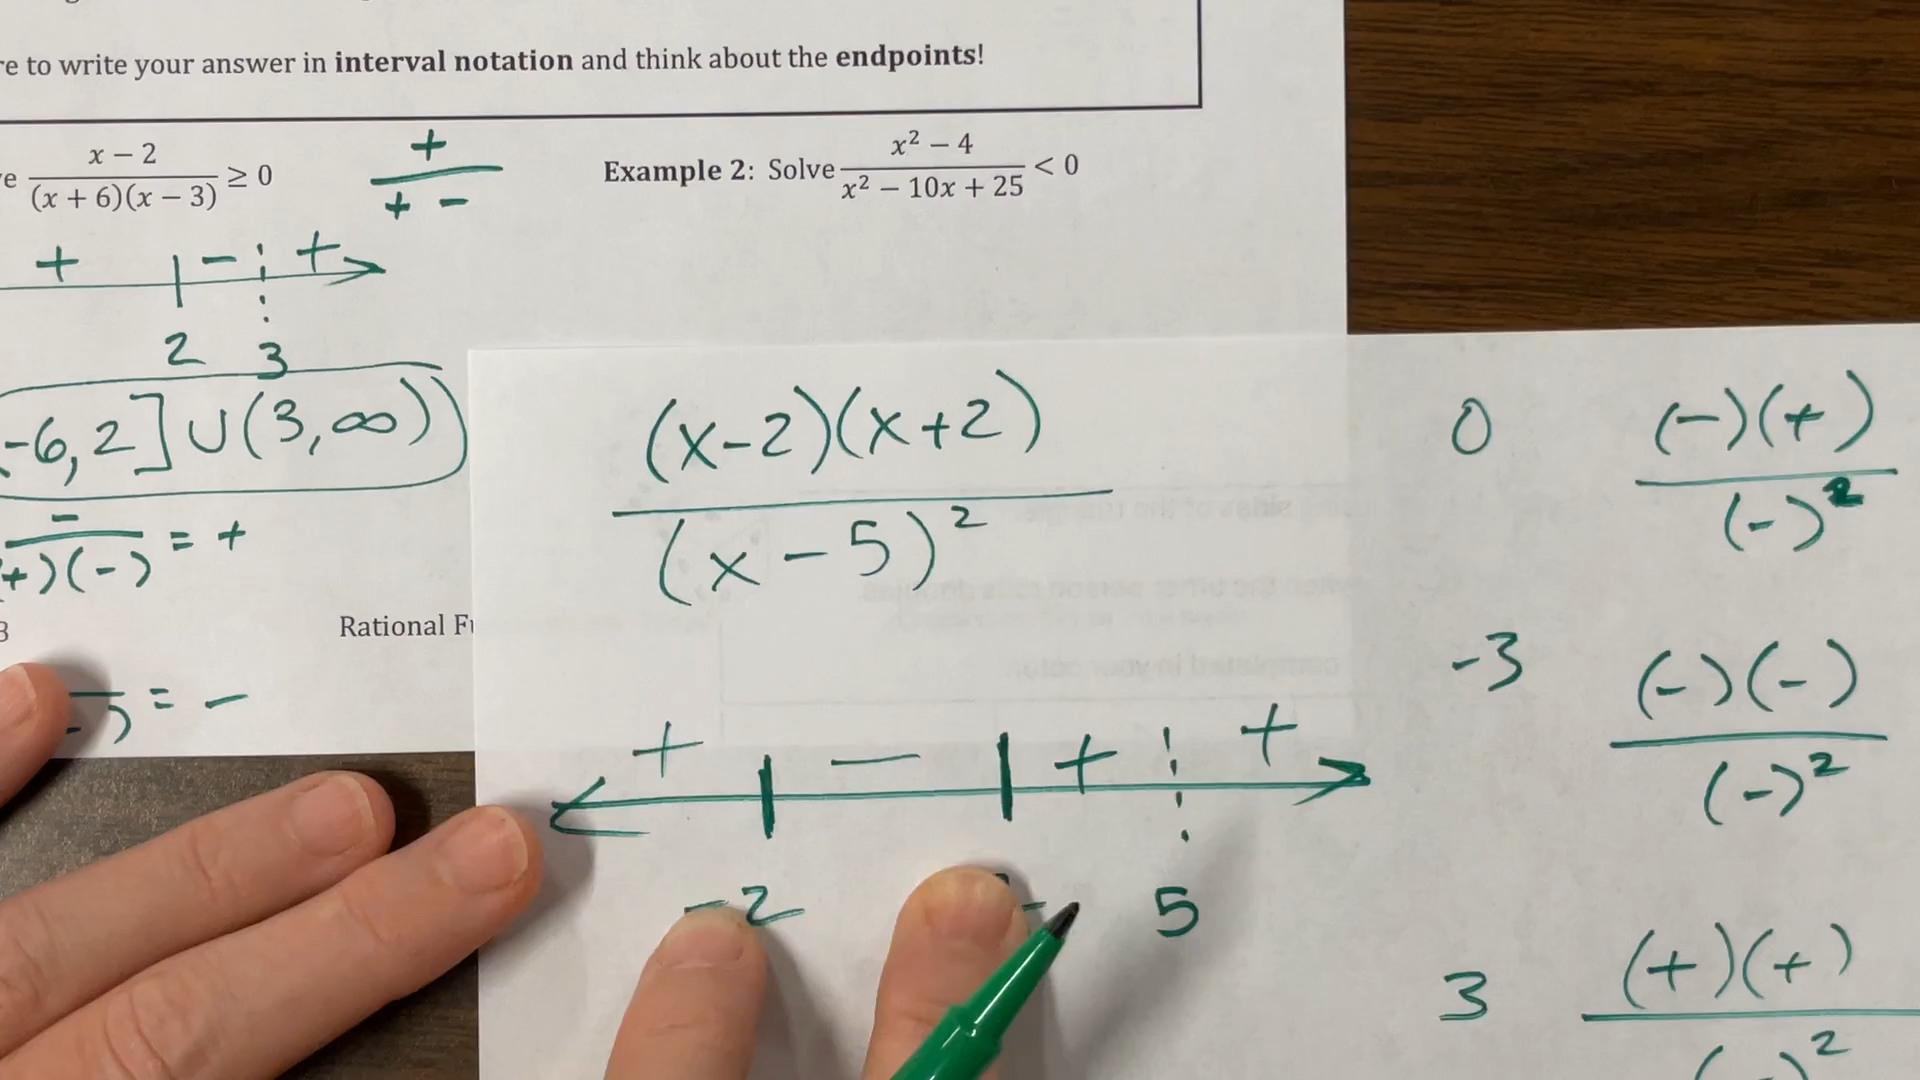 re to write your answer in interval notation and think about the endpoints!
e x − 2 / (x + 6)(x − 3) ≥ 0
+ / + −
+ − +
2 3
-6, 2] ∪ (3, ∞)
− / +)(-) = +
= −
Rational F
Example 2: Solve x² − 4 / x² − 10x + 25 < 0
(x-2)(x+2) / (x-5)²
+ − + +
-2 5
0 (-)(+) / (-)²
-3 (-)(-) / (-)²
3 (+)(+) / (-)²